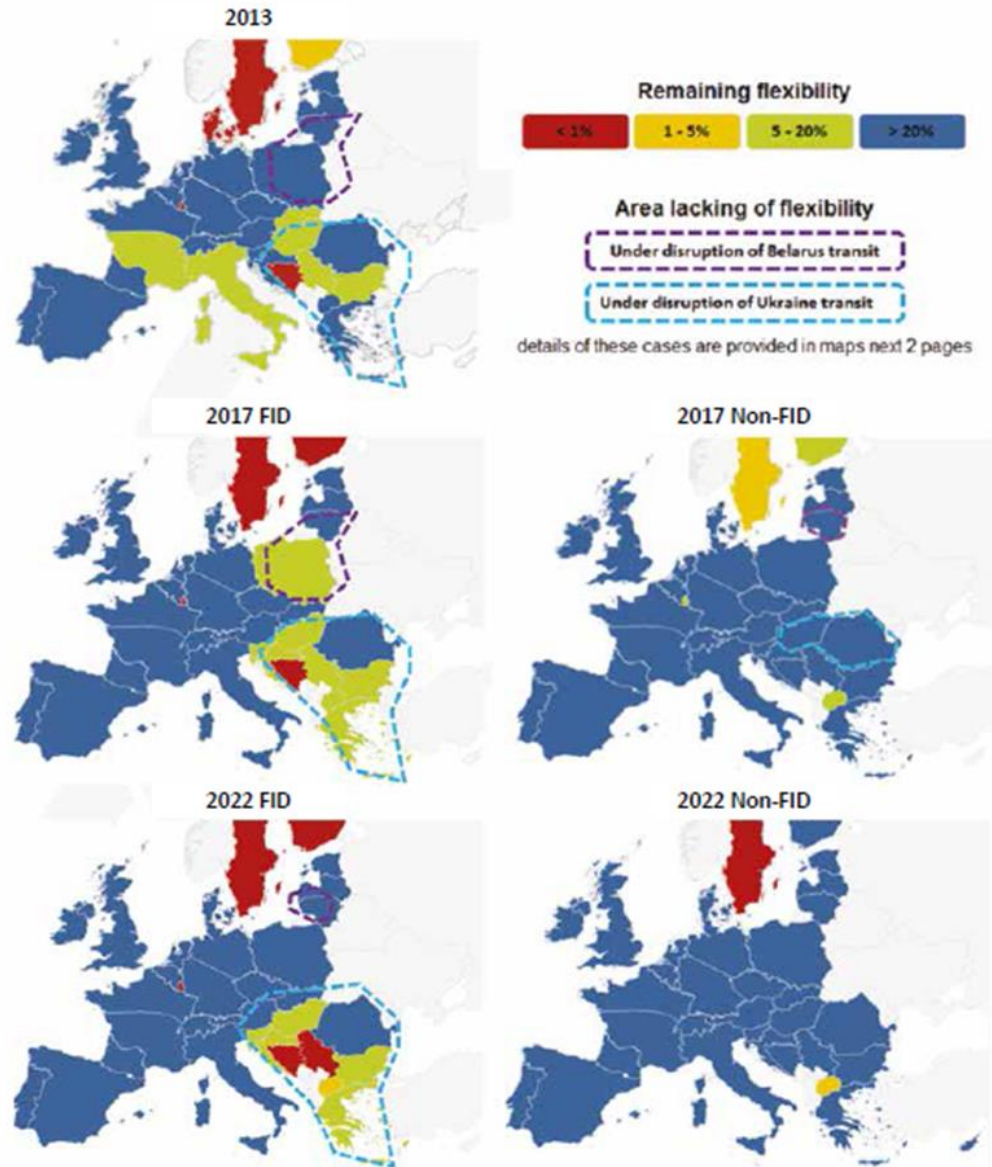 2013
Remaining flexibility
< 1%
1 - 5%
5 - 20%
> 20%
Area lacking of flexibility
Under disruption of Belarus transit
Under disruption of Ukraine transit
details of these cases are provided in maps next 2 pages
2017 FID
2017 Non-FID
2022 FID
2022 Non-FID